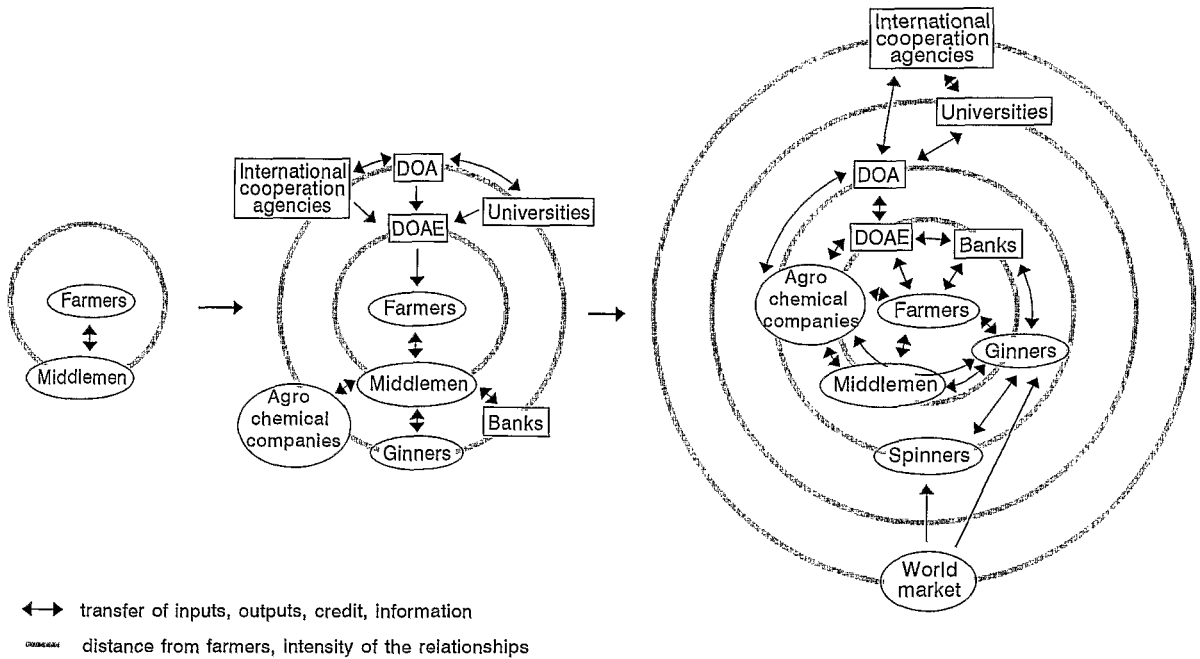 Farmers
Middlemen
International
cooperation
agencies
DOA
Universities
DOAE
Farmers
Middlemen
Agro
chemical
companies
Banks
Ginners
International
cooperation
agencies
Universities
DOA
DOAE
Banks
Agro
chemical
companies
Farmers
Ginners
Middlemen
Spinners
World
market
transfer of inputs, outputs, credit, information
distance from farmers, intensity of the relationships